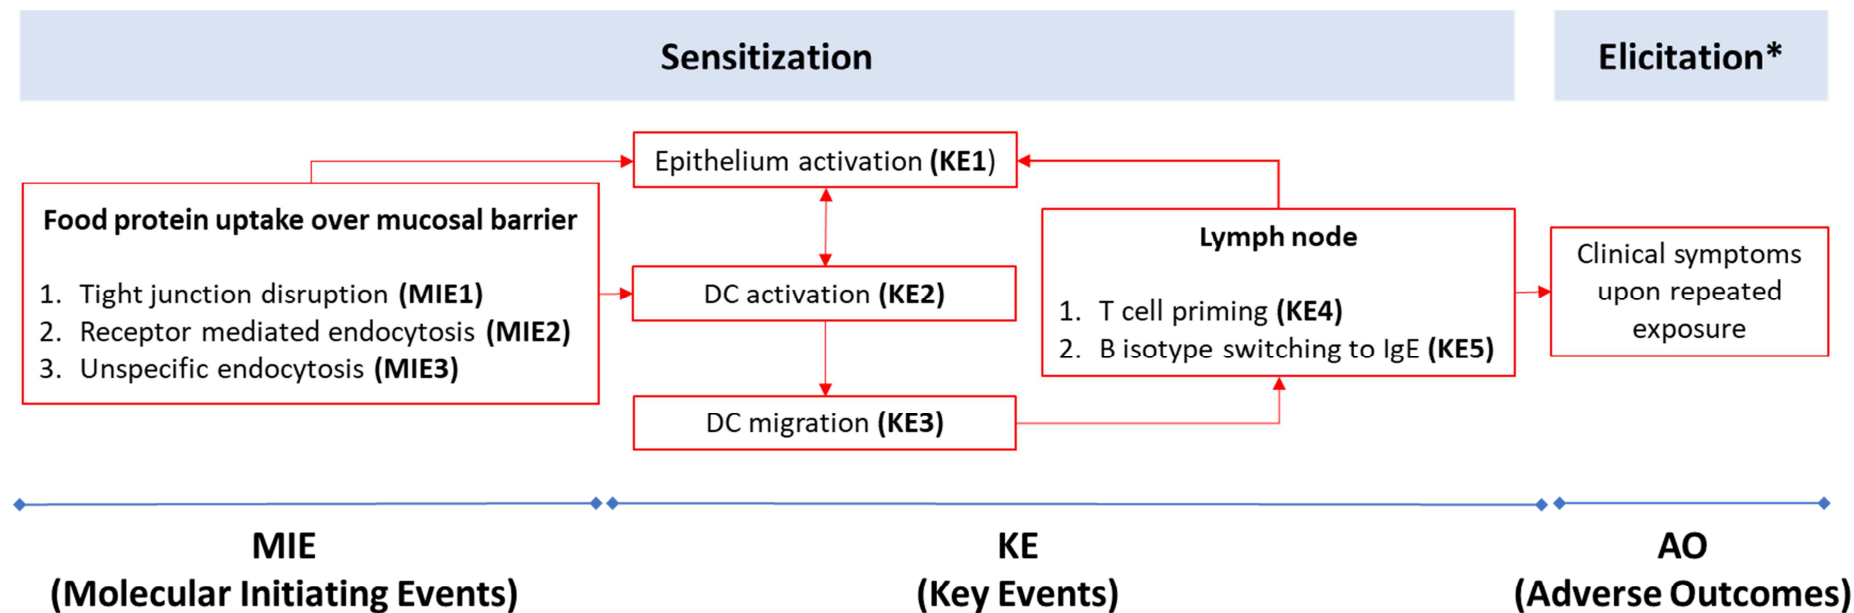 Sensitization
Elicitation*
Epithelium activation (KE1)
Food protein uptake over mucosal barrier
1. Tight junction disruption (MIE1)
2. Receptor mediated endocytosis (MIE2)
3. Unspecific endocytosis (MIE3)
DC activation (KE2)
DC migration (KE3)
Lymph node
1. T cell priming (KE4)
2. B isotype switching to IgE (KE5)
Clinical symptoms
upon repeated
exposure
MIE
(Molecular Initiating Events)
KE
(Key Events)
AO
(Adverse Outcomes)